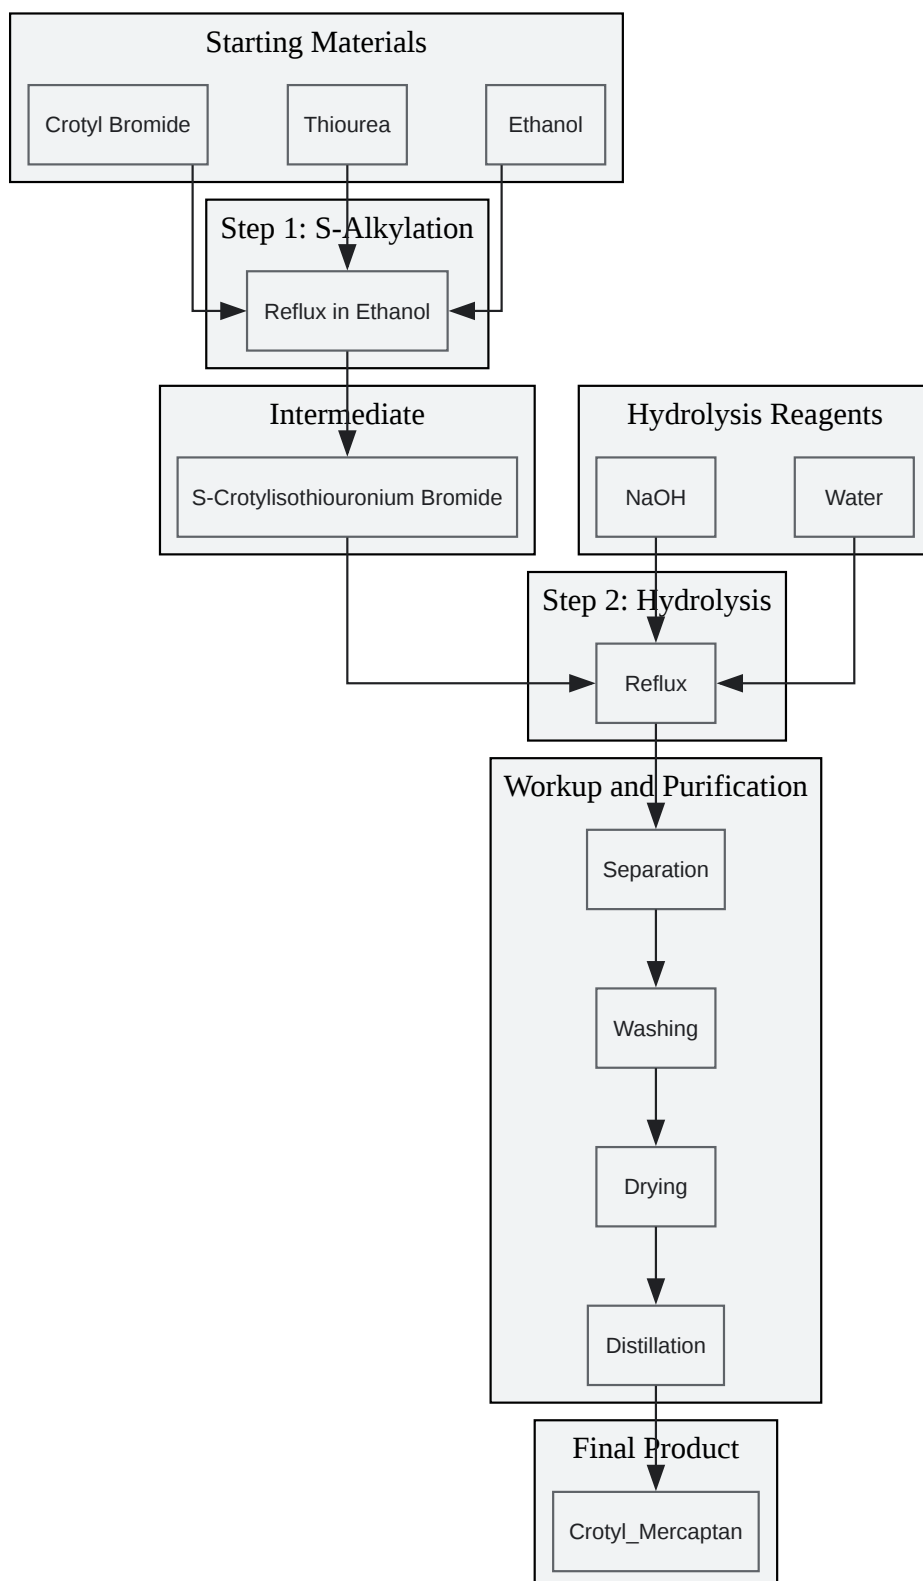 Starting Materials
Crotyl Bromide
Thiourea
Ethanol
Step 1: S-Alkylation
Reflux in Ethanol
Intermediate
S-Crotylisothiouronium Bromide
Hydrolysis Reagents
NaOH
Water
Step 2: Hydrolysis
Reflux
Workup and Purification
Separation
Washing
Drying
Distillation
Final Product
Crotyl_Mercaptan